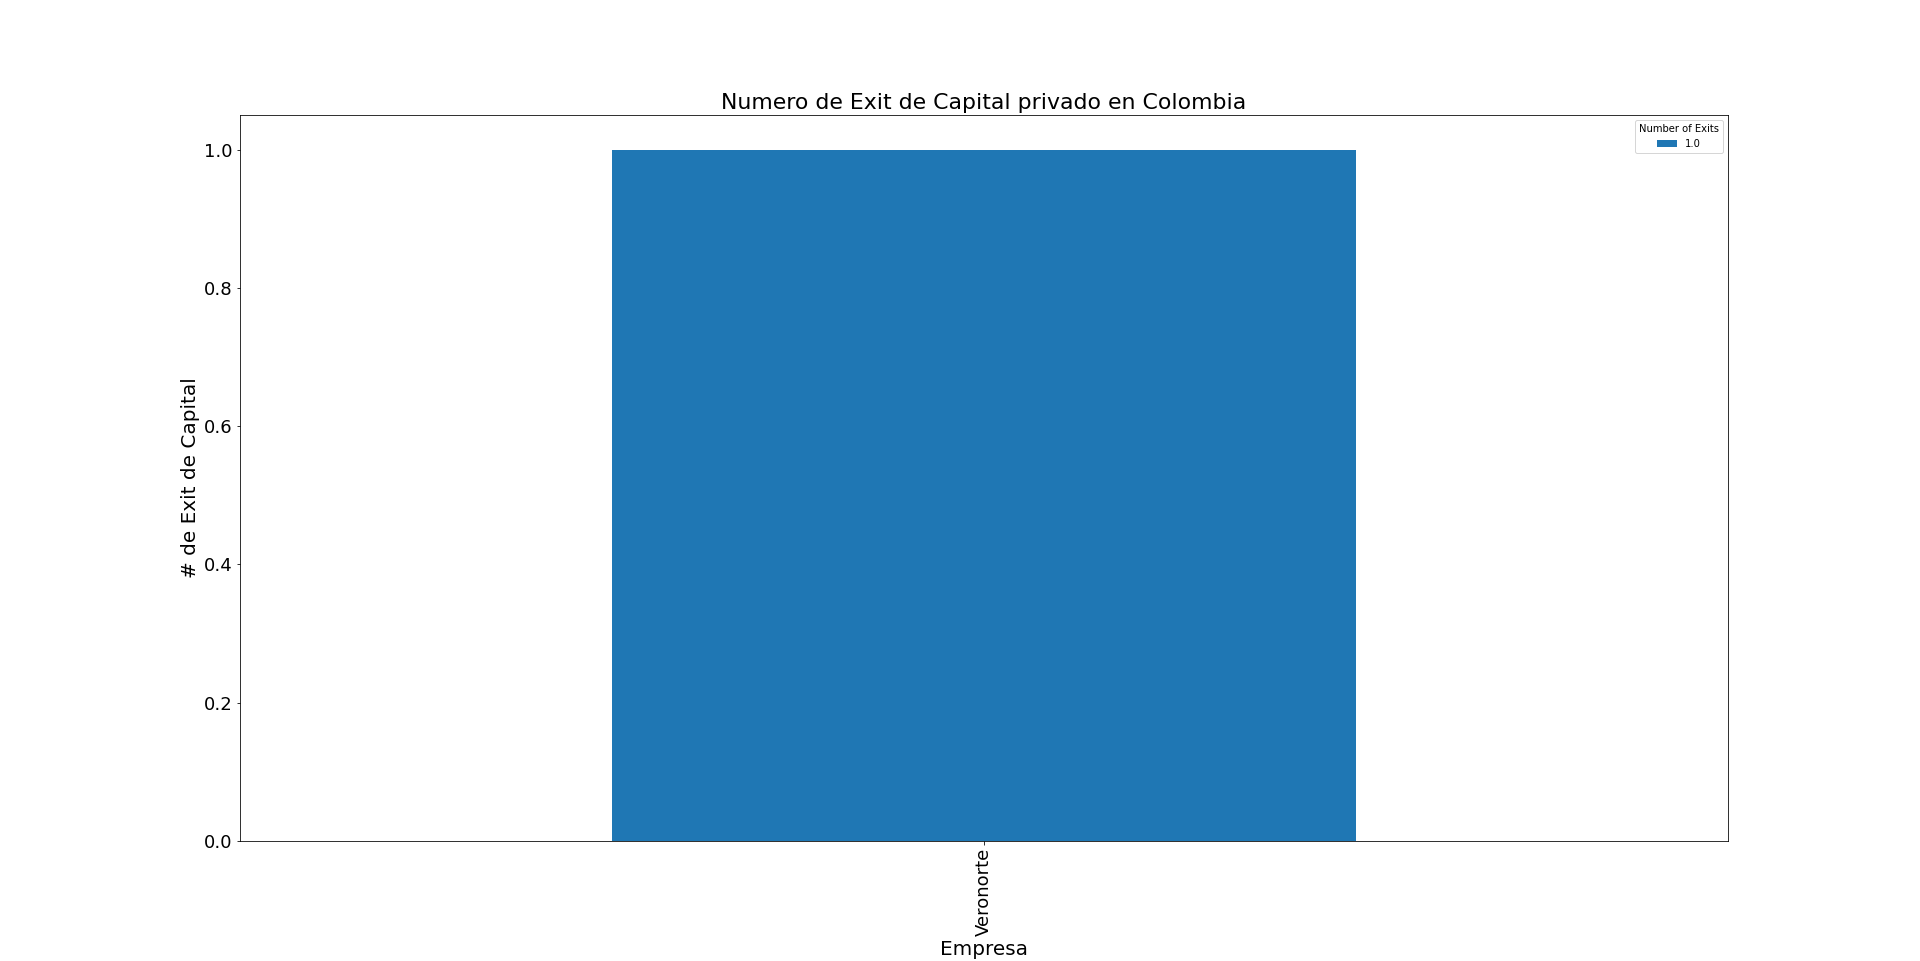 Numero de Exit de Capital privado en Colombia
Number of Exits
1.0
# de Exit de Capital
1.0
0.8
0.6
0.4
0.2
0.0
Veronorte
Empresa